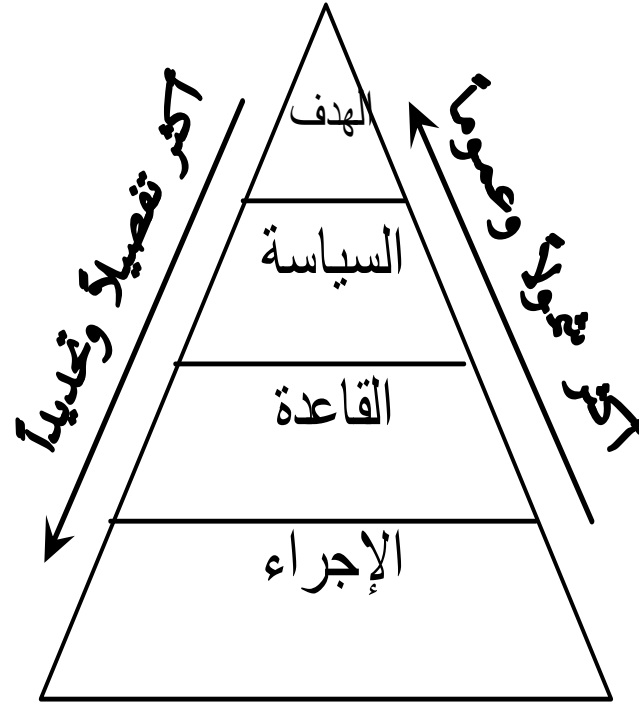 الهدف
السياسة
القاعدة
الإجراء
أكثر شمولاً وعموماً
أكثر تفصيلاً وتحديداً